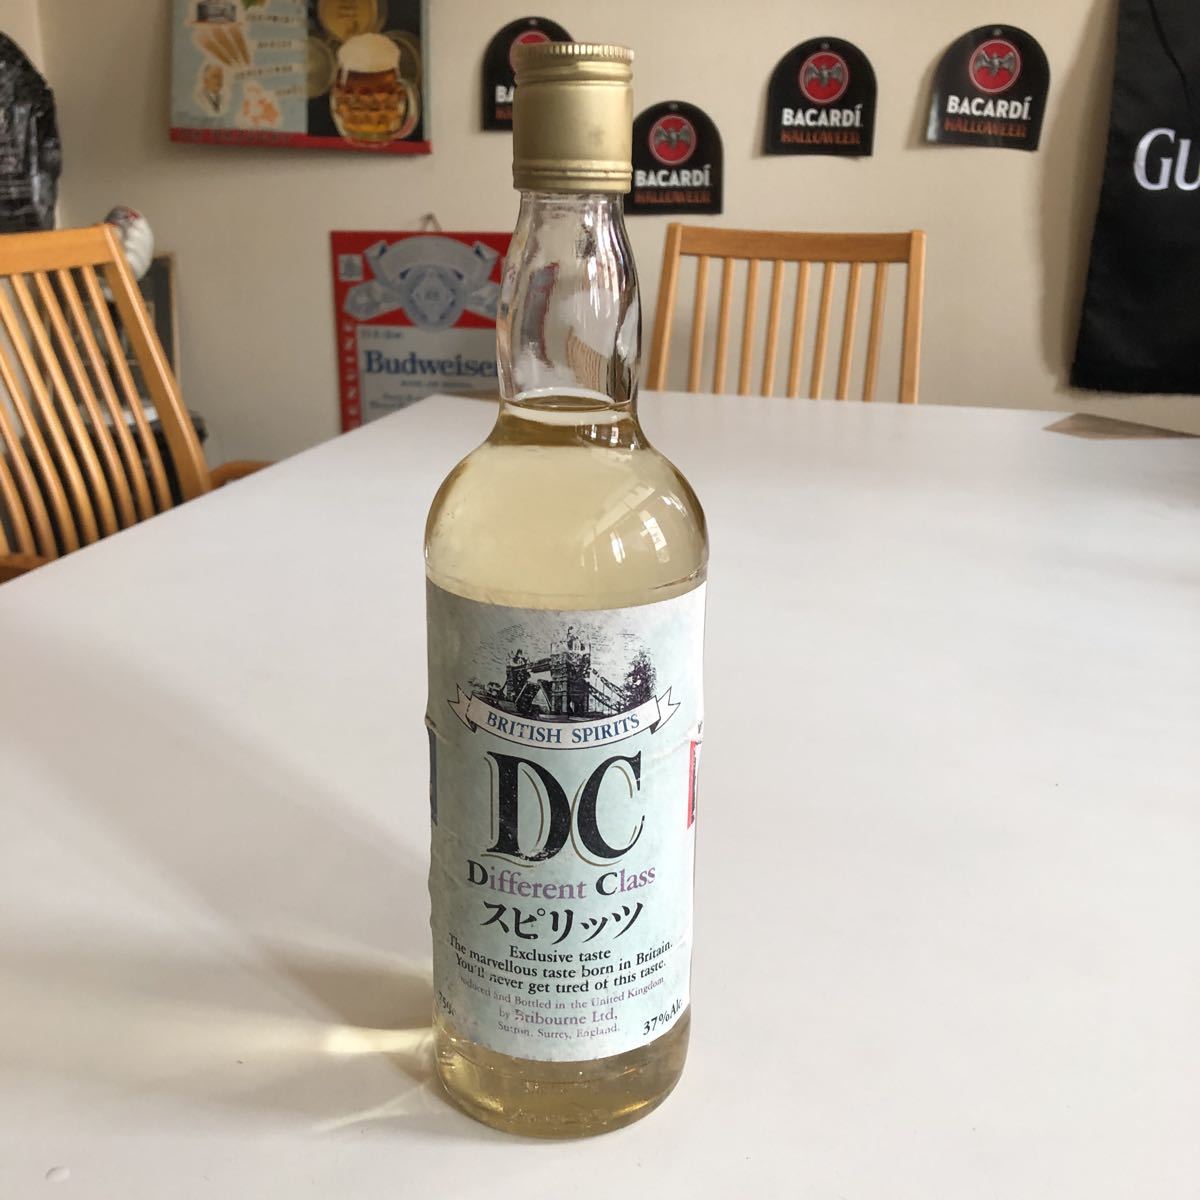 BACARDÍ
HALLOWEEN
BACARDÍ.
HALLOWEEN
BACARDÍ
HALLOWEEN
GU
Budweiser
BRITISH SPIRITS
DC
Different Class
スピリッツ
Exclusive taste
The marvellous taste born in Britain.
You'll never get tired of this taste.
and Bottled in the United Kingdom
by Bribourne Ltd,
Sutton, Surrey, England.
37%Alc.